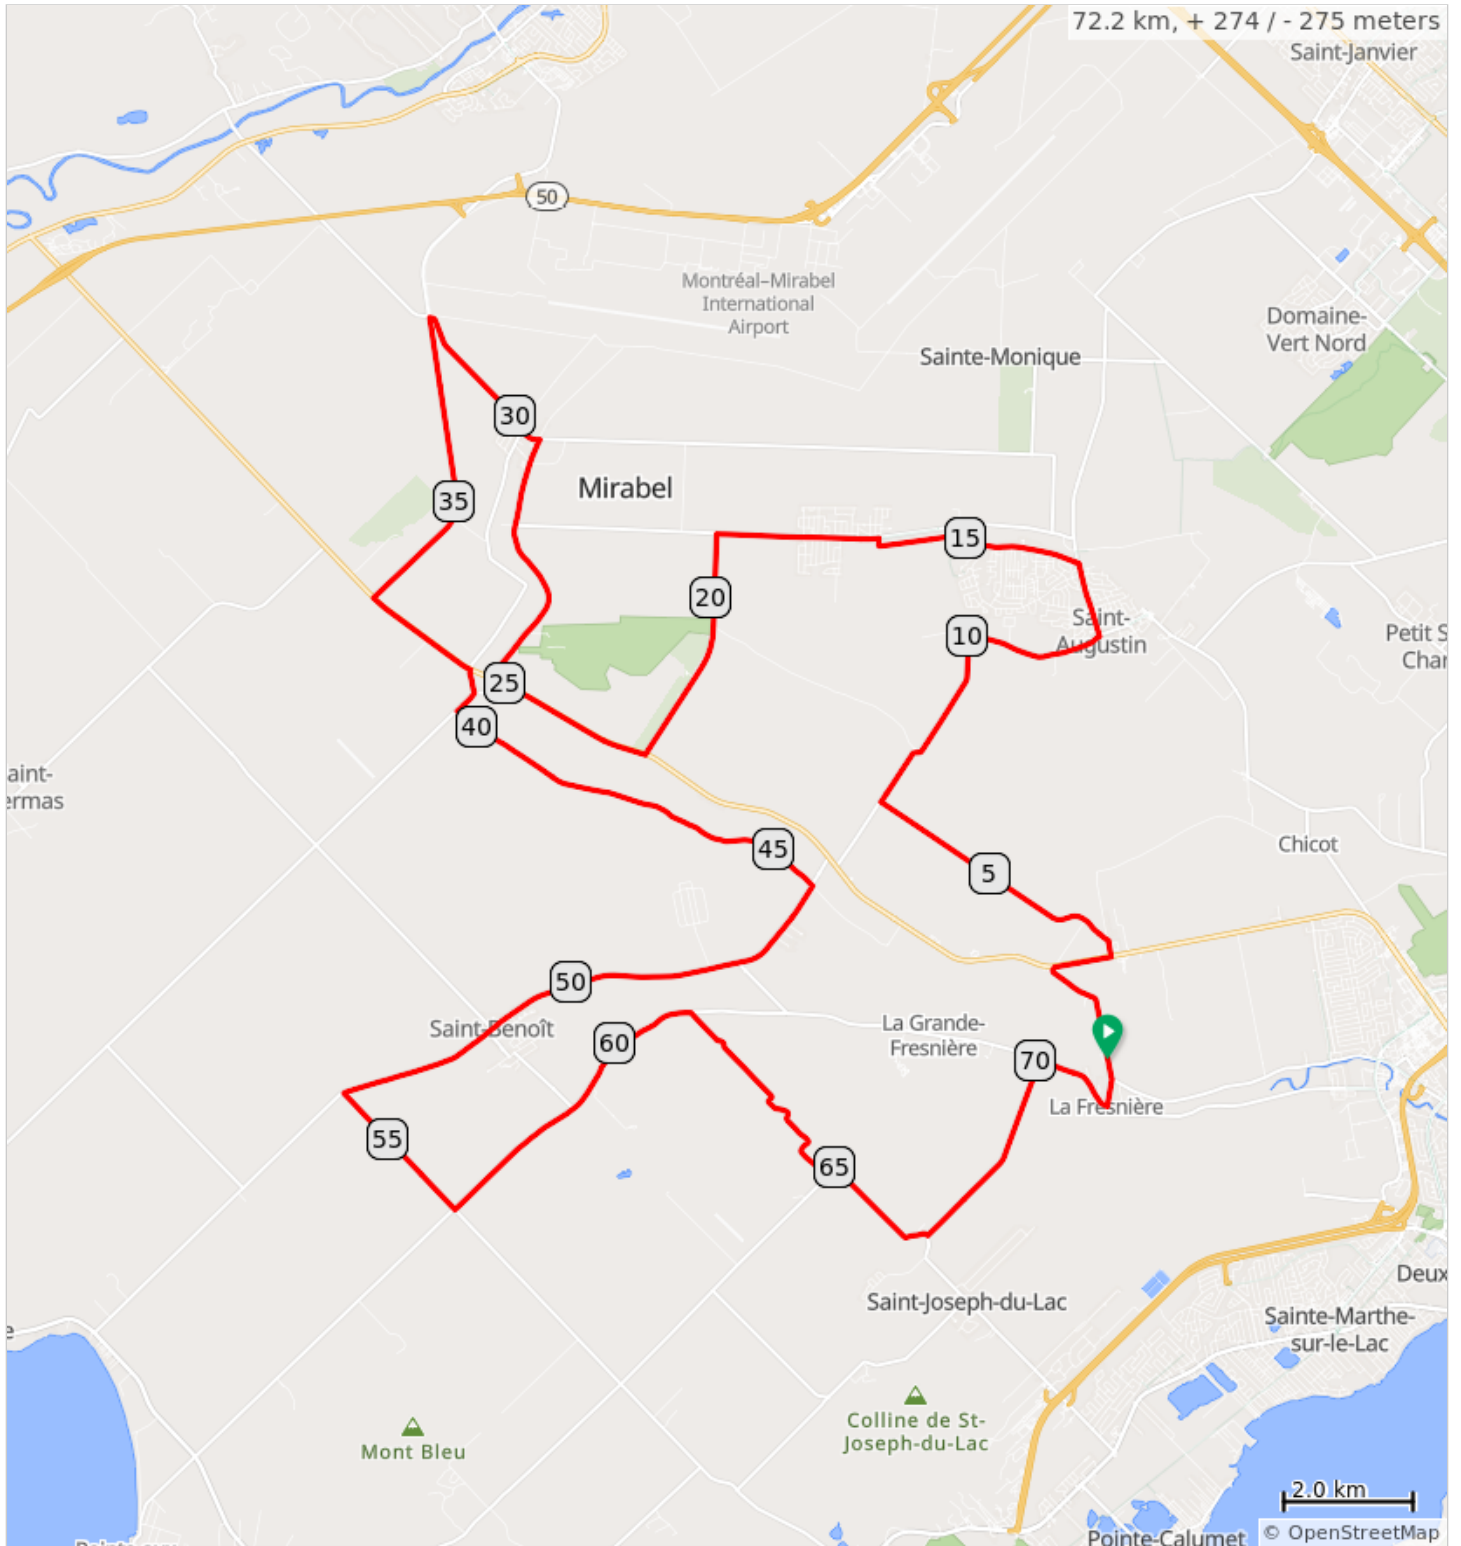 72.2 km, + 274 / - 275 meters
Saint-Janvier
50
Montréal–Mirabel
International
Airport
Domaine-
Vert Nord
Sainte-Monique
30
Mirabel
35
15
20
10
Saint-
Augustin
Petit S
Char
25
40
aint-
ermas
45
5
Chicot
50
Saint-Benoît
60
La Grande-
Fresnière
70
La Fresnière
55
65
Deux
Saint-Joseph-du-Lac
Sainte-Marthe-
sur-le-Lac
Colline de St-
Joseph-du-Lac
Mont Bleu
2.0 km
© OpenStreetMap
Pointe-Calumet